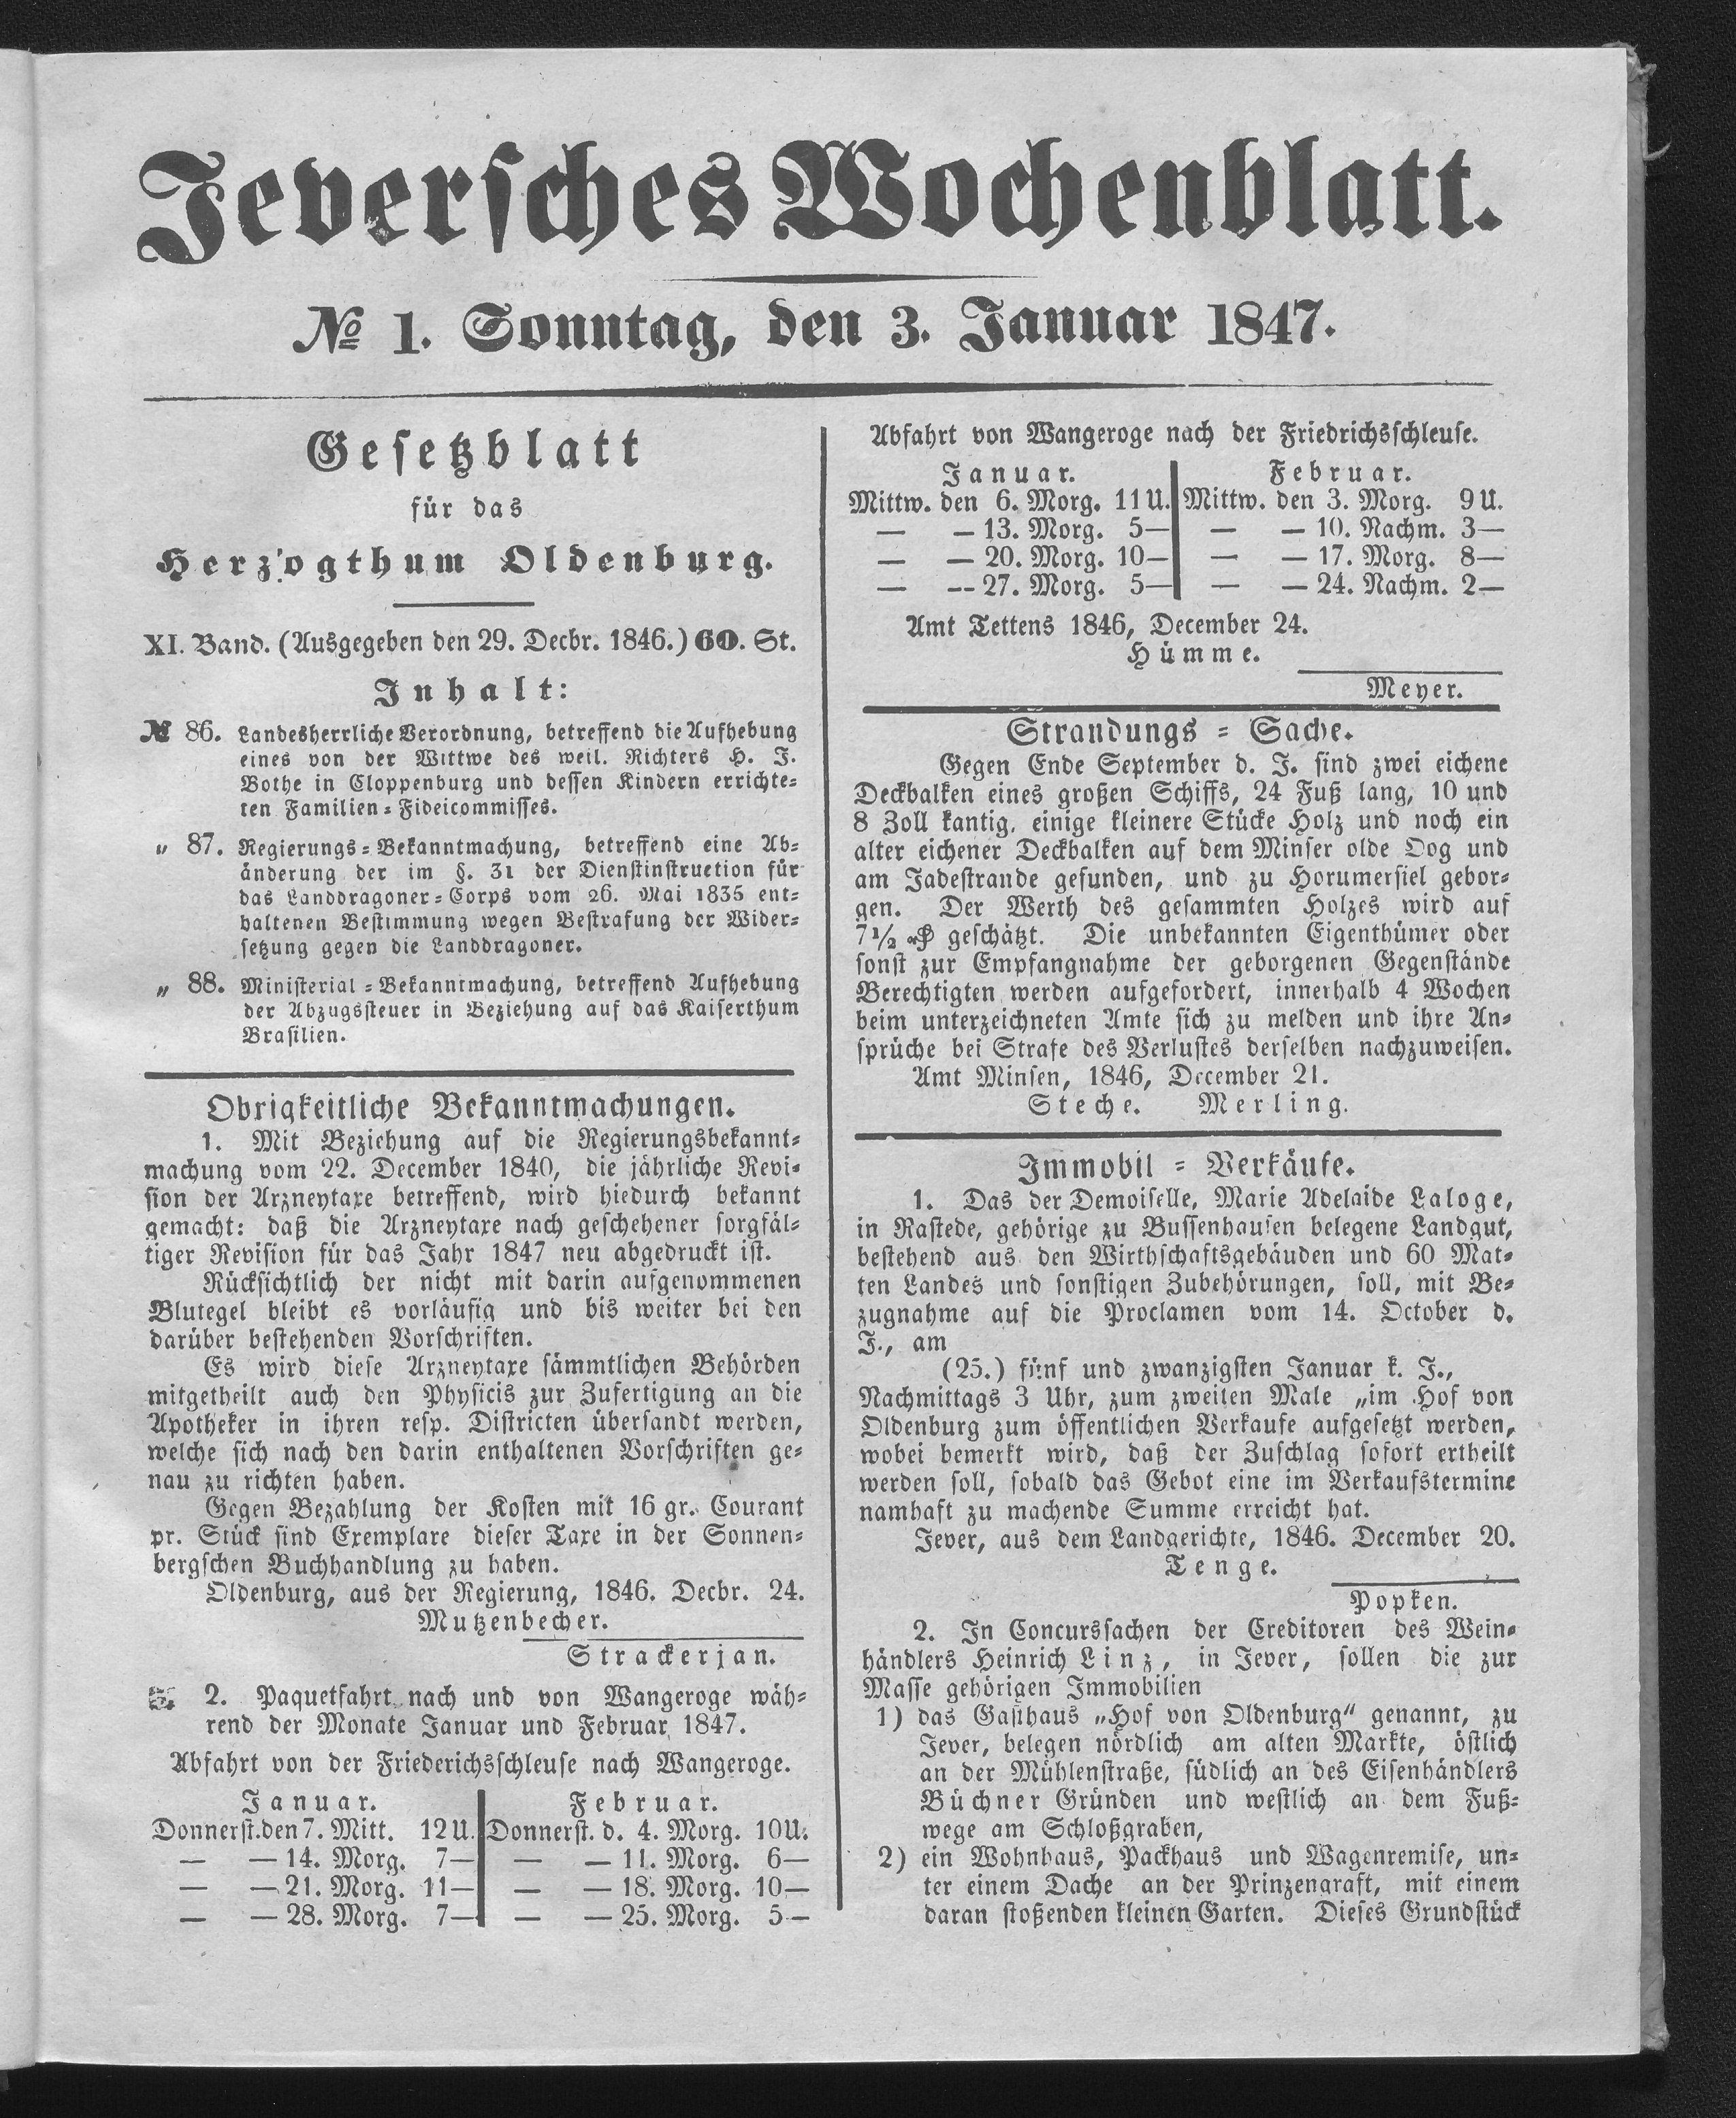 Jeversches Wochenblatt.
№ 1. Sonntag, den 3. Januar 1847.
Gesetzblatt
für das
Herzogthum Oldenburg.
XI. Band. (Ausgegeben den 29. Decbr. 1846.) 60. St.
Inhalt:
№ 86. Landesherrliche Verordnung, betreffend die Aufhebung
eines von der Wittwe des weil. Richters H. J.
Bothe in Cloppenburg und dessen Kindern errichte-
ten Familien-Fideicommisses.
„ 87. Regierungs-Bekanntmachung, betreffend eine Ab-
änderung der im §. 31 der Dienstinstruction für
das Landdragoner-Corps vom 26. Mai 1835 ent-
haltenen Bestimmung wegen Bestrafung der Wider-
setzung gegen die Landdragoner.
„ 88. Ministerial-Bekanntmachung, betreffend Aufhebung
der Abzugssteuer in Beziehung auf das Kaiserthum
Brasilien.
Obrigkeitliche Bekanntmachungen.
1. Mit Beziehung auf die Regierungsbekannt-
machung vom 22. December 1840, die jährliche Revi-
sion der Arzneytaxe betreffend, wird hiedurch bekannt
gemacht: daß die Arzneytaxe nach geschehener sorgfäl-
tiger Revision für das Jahr 1847 neu abgedruckt ist.
Rücksichtlich der nicht mit darin aufgenommenen
Blutegel bleibt es vorläufig und bis weiter bei den
darüber bestehenden Vorschriften.
Es wird diese Arzneytaxe sämmtlichen Behörden
mitgetheilt auch den Physicis zur Zufertigung an die
Apotheker in ihren resp. Districten übersandt werden,
welche sich nach den darin enthaltenen Vorschriften ge-
nau zu richten haben.
Gegen Bezahlung der Kosten mit 16 gr. Courant
pr. Stück sind Exemplare dieser Taxe in der Sonnen-
bergschen Buchhandlung zu haben.
Oldenburg, aus der Regierung, 1846. Decbr. 24.
Mutzenbecher.
Strackerjan.
2. Paquetfahrt nach und von Wangeroge wäh-
rend der Monate Januar und Februar 1847.
Abfahrt von der Friederichsschleuse nach Wangeroge.
Januar. Februar.
Donnerst. den 7. Mitt. 12 U. Donnerst. d. 4. Morg. 10 U.
— — 14. Morg. 7— — — 11. Morg. 6—
— — 21. Morg. 11— — — 18. Morg. 10—
— — 28. Morg. 7— — — 25. Morg. 5—
Abfahrt von Wangeroge nach der Friedrichsschleuse.
Januar. Februar.
Mittw. den 6. Morg. 11 U. Mittw. den 3. Morg. 9 U.
— — 13. Morg. 5— — — 10. Nachm. 3—
— — 20. Morg. 10— — — 17. Morg. 8—
— — 27. Morg. 5— — — 24. Nachm. 2—
Amt Tettens 1846, December 24.
Hümme.
Meyer.
Strandungs-Sache.
Gegen Ende September d. J. sind zwei eichene
Deckbalken eines großen Schiffs, 24 Fuß lang, 10 und
8 Zoll kantig, einige kleinere Stücke Holz und noch ein
alter eichener Deckbalken auf dem Minser olde Oog und
am Jadestrande gefunden, und zu Horumersiel gebor-
gen. Der Werth des gesammten Holzes wird auf
7½ ₰ geschätzt. Die unbekannten Eigenthümer oder
sonst zur Empfangnahme der geborgenen Gegenstände
Berechtigten werden aufgefordert, innerhalb 4 Wochen
beim unterzeichneten Amte sich zu melden und ihre An-
sprüche bei Strafe des Verlustes derselben nachzuweisen.
Amt Minsen, 1846, December 21.
Steche. Merling.
Immobil-Verkäufe.
1. Das der Demoiselle, Marie Adelaide Laloge,
in Rastede, gehörige zu Bussenhausen belegene Landgut,
bestehend aus den Wirthschaftsgebäuden und 60 Mat-
ten Landes und sonstigen Zubehörungen, soll, mit Be-
zugnahme auf die Proclamen vom 14. October d.
J., am
(25.) fünf und zwanzigsten Januar k. J.,
Nachmittags 3 Uhr, zum zweiten Male „im Hof von
Oldenburg zum öffentlichen Verkaufe aufgesetzt werden,
wobei bemerkt wird, daß der Zuschlag sofort ertheilt
werden soll, sobald das Gebot eine im Verkaufstermine
namhaft zu machende Summe erreicht hat.
Jever, aus dem Landgerichte, 1846. December 20.
Tenge.
Popken.
2. In Concurssachen der Creditoren des Wein-
händlers Heinrich Linz, in Jever, sollen die zur
Masse gehörigen Immobilien
1) das Gasthaus „Hof von Oldenburg“ genannt, zu
Jever, belegen nördlich am alten Markte, östlich
an der Mühlenstraße, südlich an des Eisenhändlers
Büchner Gründen und westlich an dem Fuß-
wege am Schloßgraben,
2) ein Wohnhaus, Packhaus und Wagenremise, un-
ter einem Dache an der Prinzengraft, mit einem
daran stoßenden kleinen Garten. Dieses Grundstück